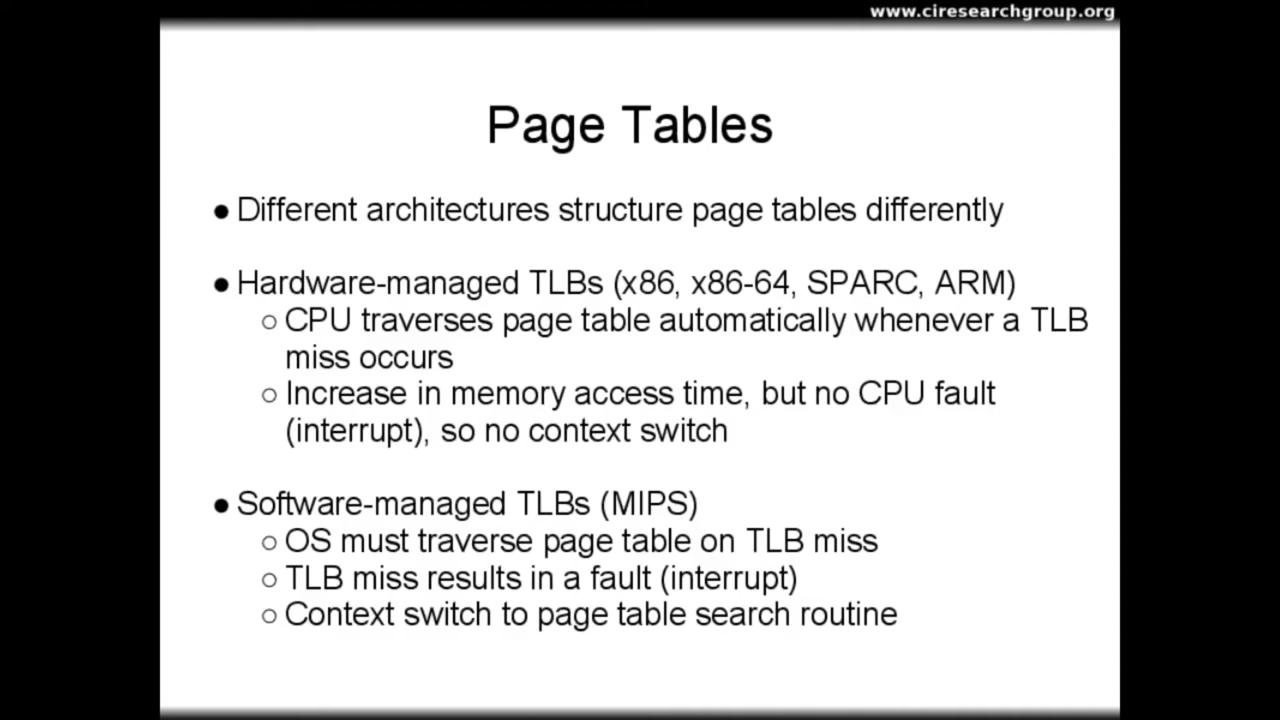 www.ciresearchgroup.org
Page Tables
● Different architectures structure page tables differently
● Hardware-managed TLBs (x86, x86-64, SPARC, ARM)
○ CPU traverses page table automatically whenever a TLB
miss occurs
○ Increase in memory access time, but no CPU fault
(interrupt), so no context switch
● Software-managed TLBs (MIPS)
○ OS must traverse page table on TLB miss
○ TLB miss results in a fault (interrupt)
○ Context switch to page table search routine